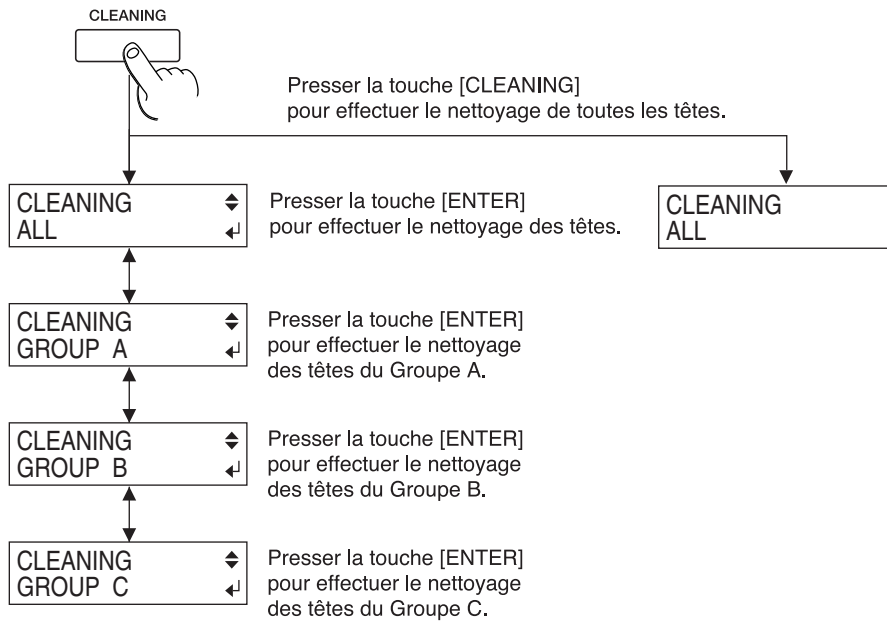 CLEANING
Presser la touche [CLEANING]
pour effectuer le nettoyage de toutes les têtes.
CLEANING
ALL
Presser la touche [ENTER]
pour effectuer le nettoyage des têtes.
CLEANING
ALL
CLEANING
GROUP A
Presser la touche [ENTER]
pour effectuer le nettoyage
des têtes du Groupe A.
CLEANING
GROUP B
Presser la touche [ENTER]
pour effectuer le nettoyage
des têtes du Groupe B.
CLEANING
GROUP C
Presser la touche [ENTER]
pour effectuer le nettoyage
des têtes du Groupe C.